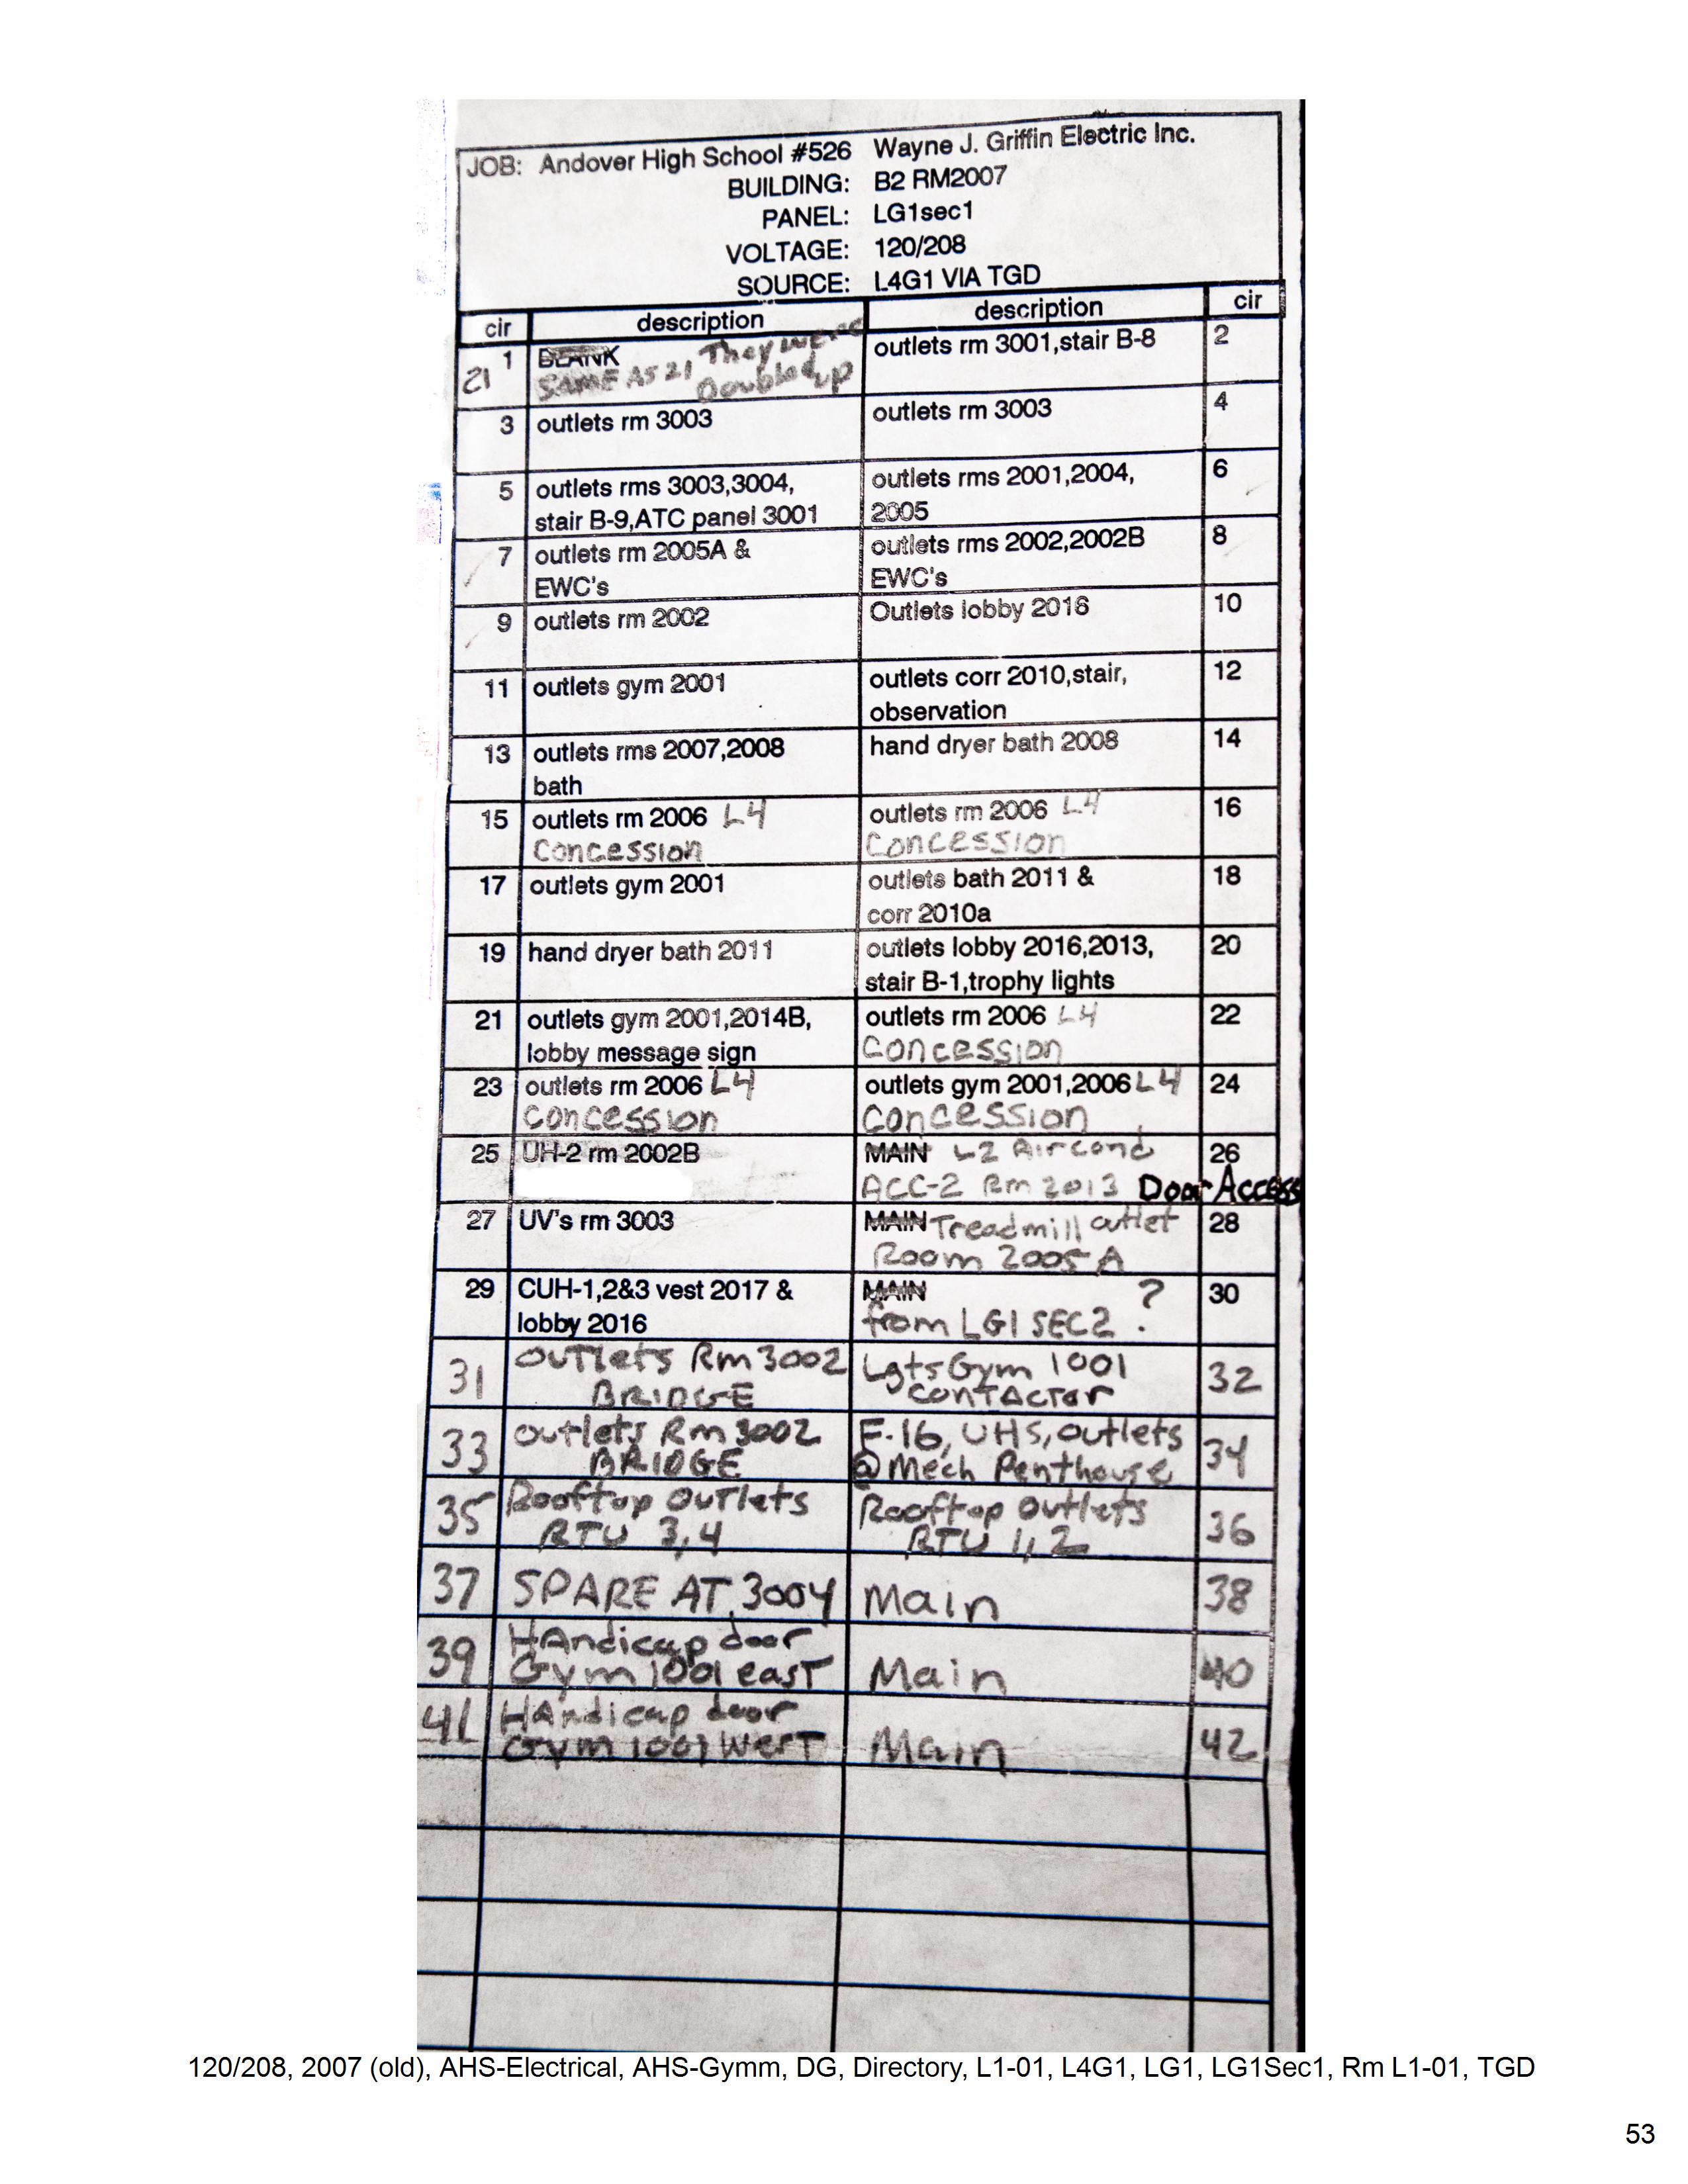 JOB: Andover High School #526 Wayne J. Griffin Electric Inc.
BUILDING: B2 RM2007
PANEL: LG1sec1
VOLTAGE: 120/208
SOURCE: L4G1 VIA TGD
cir description description cir
1 BLANK They were outlets rm 3001,stair B-8 2
21 SAME AS 21 Doubled up
3 outlets rm 3003 outlets rm 3003 4
5 outlets rms 3003,3004, outlets rms 2001,2004, 6
stair B-9,ATC panel 3001 2005
7 outlets rm 2005A & outlets rms 2002,2002B 8
EWC's EWC's
9 outlets rm 2002 Outlets lobby 2016 10
11 outlets gym 2001 outlets corr 2010,stair, 12
observation
13 outlets rms 2007,2008 hand dryer bath 2008 14
bath
15 outlets rm 2006 L4 outlets rm 2006 L4 16
Concession Concession
17 outlets gym 2001 outlets bath 2011 & 18
corr 2010a
19 hand dryer bath 2011 outlets lobby 2016,2013, 20
stair B-1,trophy lights
21 outlets gym 2001,2014B, outlets rm 2006 L4 22
lobby message sign Concession
23 outlets rm 2006 L4 outlets gym 2001,2006 L4 24
Concession Concession
25 UH-2 rm 2002B MAIN L2 Air cond 26
ACC-2 Rm 2013 Door Access
27 UV's rm 3003 MAIN Treadmill outlet 28
Room 2005 A
29 CUH-1,2&3 vest 2017 & MAIN ? 30
lobby 2016 from LG1 SEC2 .
31 outlets Rm 3002 Lgts Gym 1001 32
BRIDGE CONTACTOR
33 outlets Rm 3002 F-16, UHS, outlets 34
BRIDGE @ Mech Penthouse
35 Rooftop outlets Rooftop outlets 36
RTU 3,4 RTU 1,2
37 SPARE AT 3004 Main 38
39 HAndicap door Main 40
Gym 1001 east
41 HAndicap door Main 42
Gym 1001 West
120/208, 2007 (old), AHS-Electrical, AHS-Gymm, DG, Directory, L1-01, L4G1, LG1, LG1Sec1, Rm L1-01, TGD
53